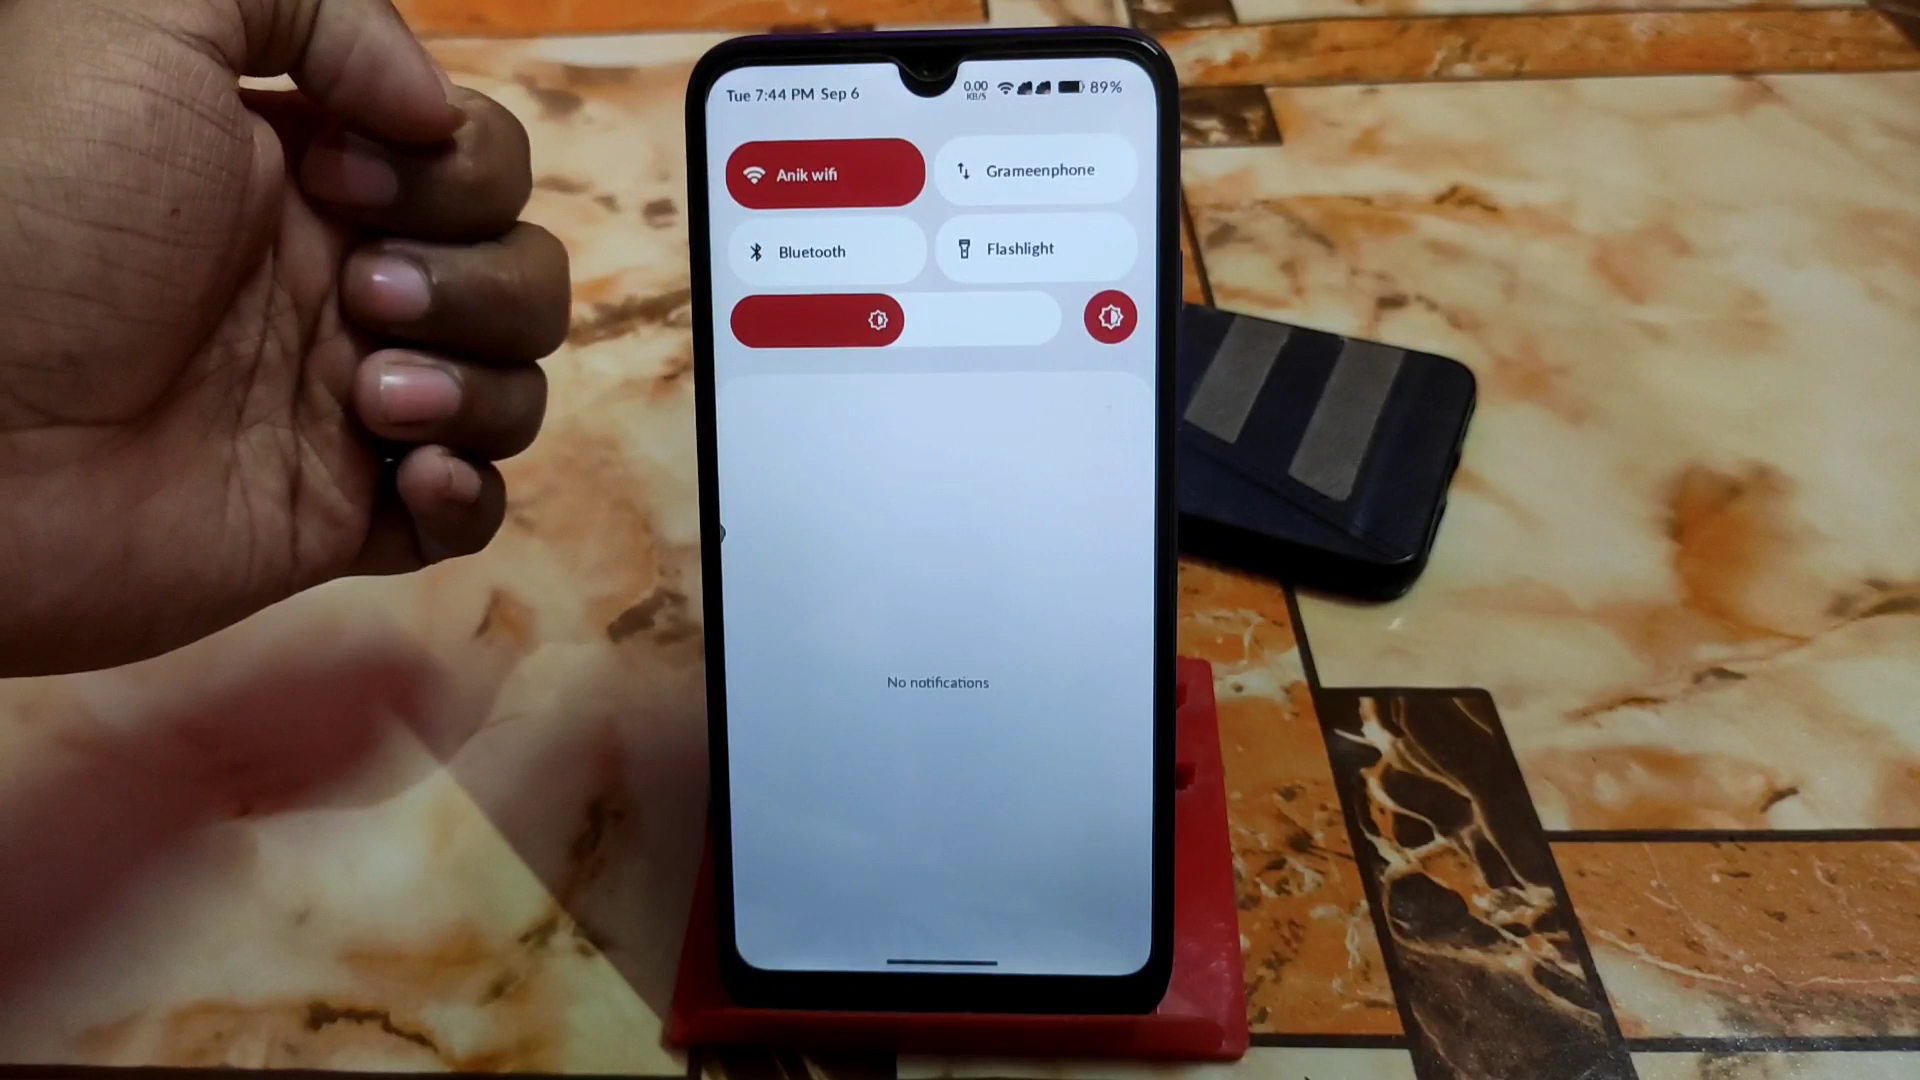 Tue 7:44 PM Sep 6
0.00
KB/S
89%
Anik wifi
Grameenphone
Bluetooth
Flashlight
No notifications